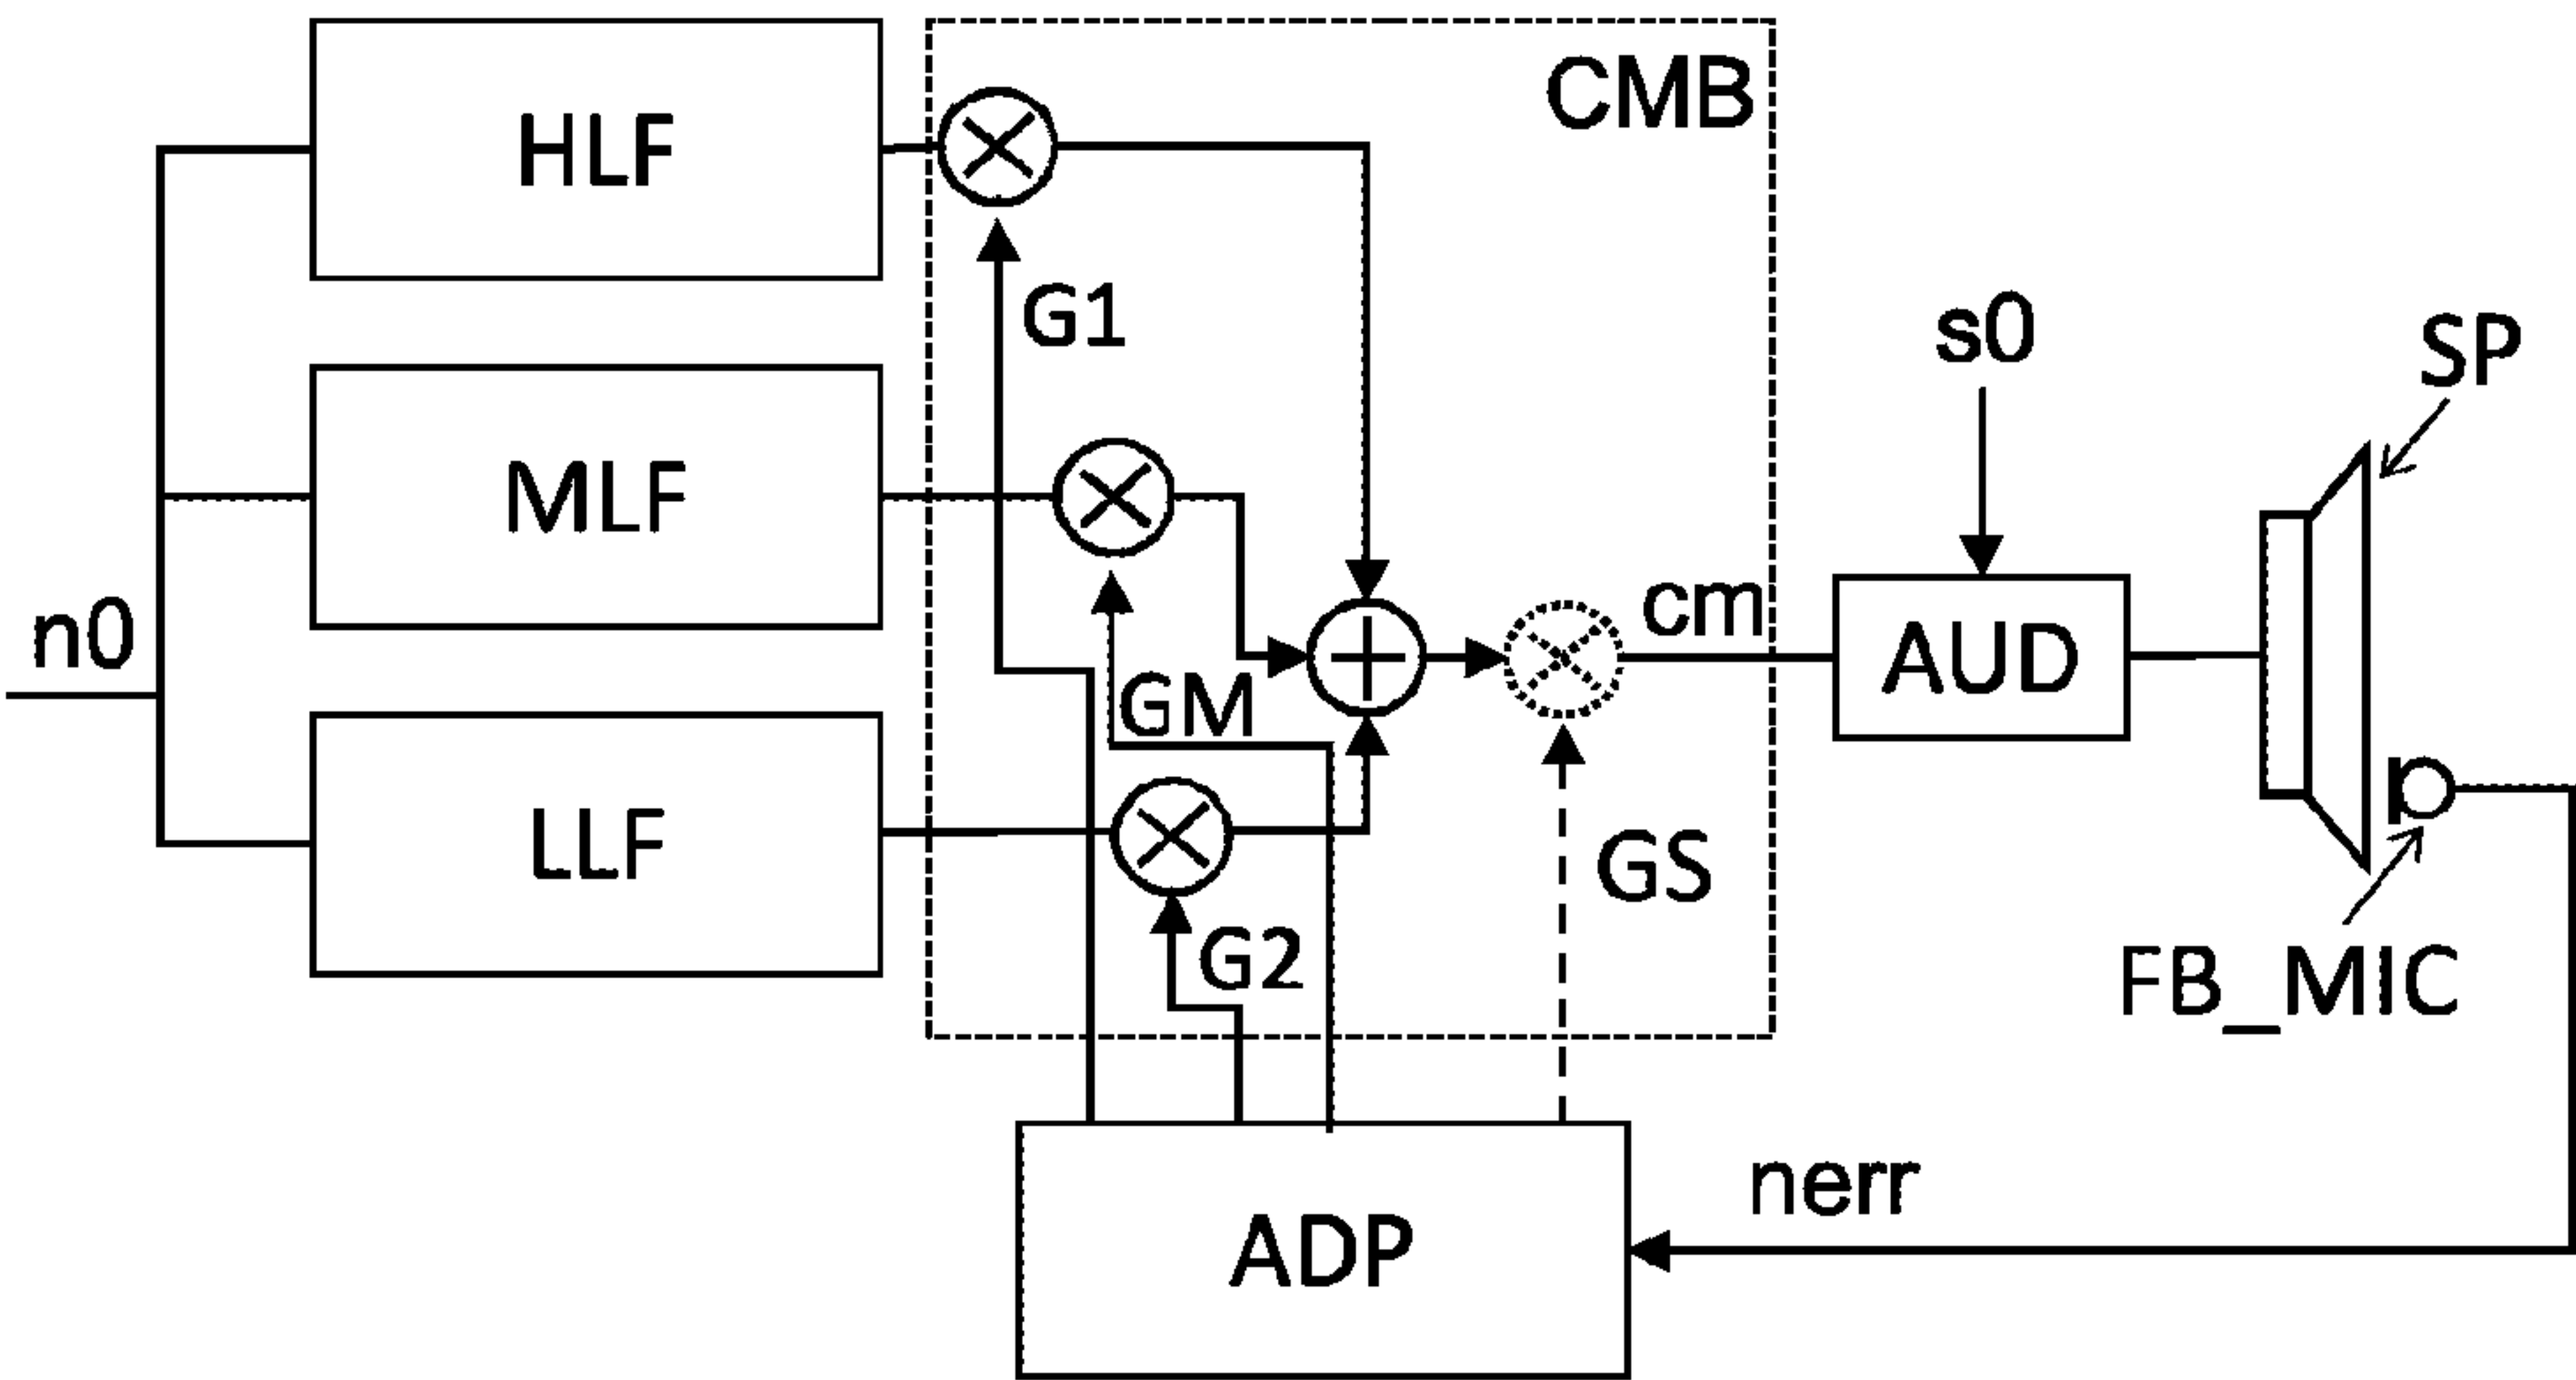 HLF
CMB
G1
s0
SP
MLF
n0
cm
AUD
GM
LLF
GS
G2
FB_MIC
nerr
ADP